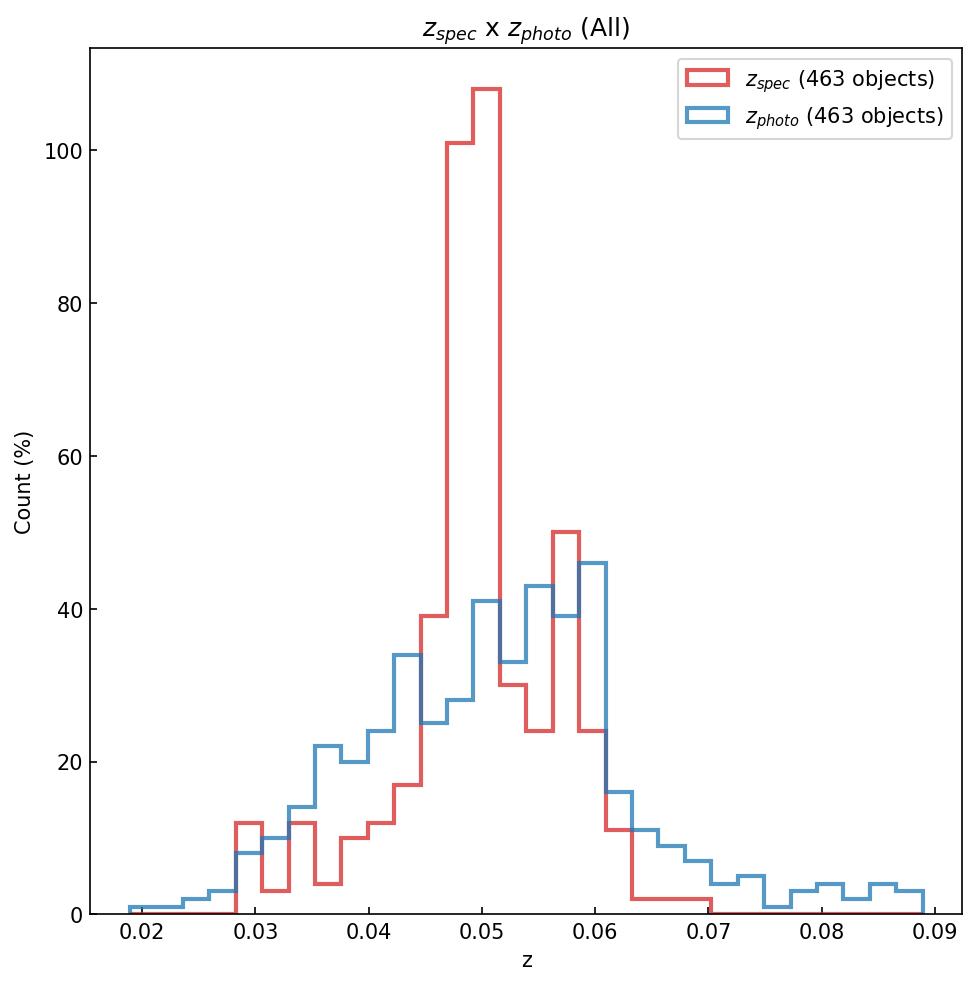 z_spec x z_photo (All)
z_spec (463 objects)
z_photo (463 objects)
Count (%)
100
80
60
40
20
0
0.02 0.03 0.04 0.05 0.06 0.07 0.08 0.09
z